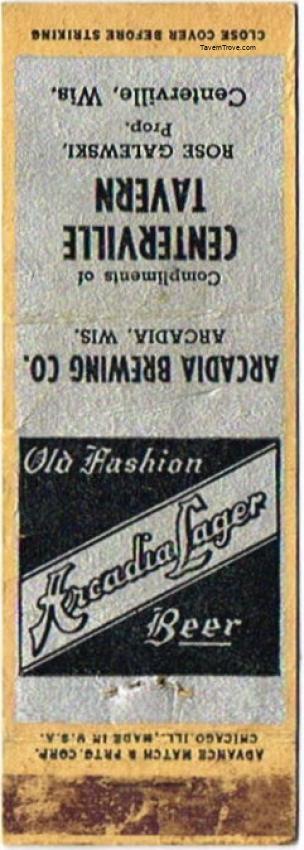 TavernTrove.com
CLOSE COVER BEFORE STRIKING
Old Fashion
Arcadia Lager
Beer
ARCADIA BREWING CO.
ARCADIA, WIS.
Compliments of
CENTERVILLE
TAVERN
ROSE GALEWSKI,
Prop.
Centerville, Wis.
ADVANCE MATCH & PRTG. CORP.
CHICAGO, ILL., MADE IN U.S.A.